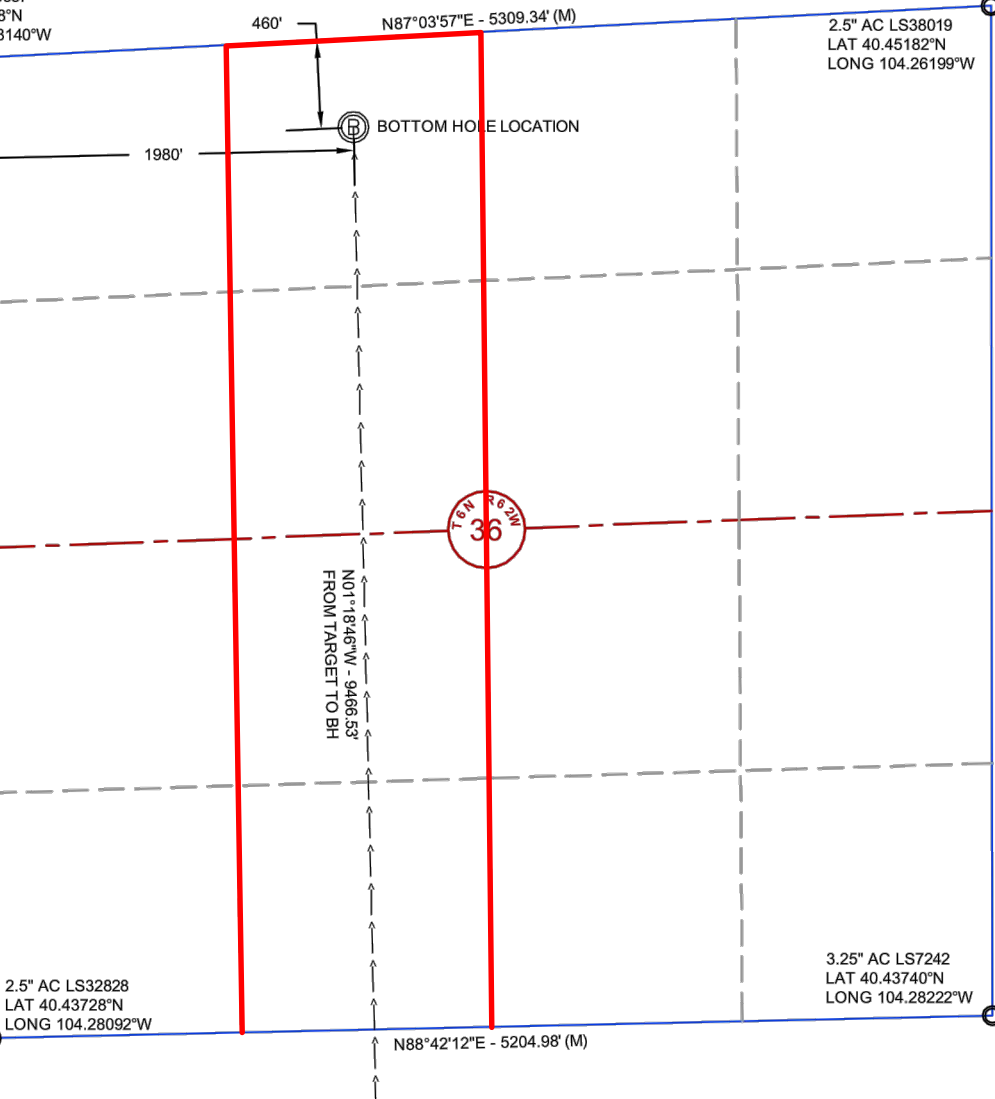 8°N
3140°W
460'
N87°03'57"E - 5309.34' (M)
2.5" AC LS38019
LAT 40.45182°N
LONG 104.26199°W
B BOTTOM HOLE LOCATION
1980'
T6N R62W
36
N01°18'46"W - 9466.53'
FROM TARGET TO BH
2.5" AC LS32828
LAT 40.43728°N
LONG 104.28092°W
3.25" AC LS7242
LAT 40.43740°N
LONG 104.28222°W
N88°42'12"E - 5204.98' (M)